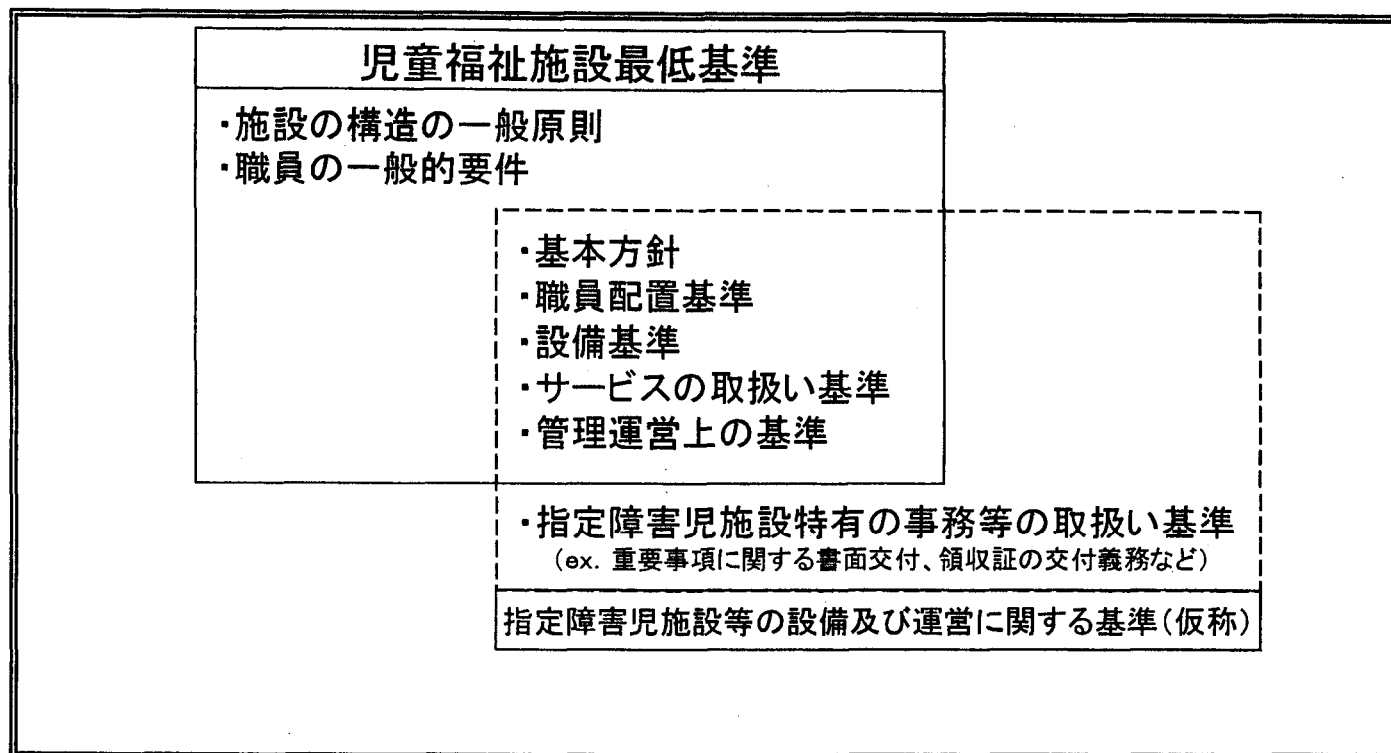 児童福祉施設最低基準
・施設の構造の一般原則
・職員の一般的要件
・基本方針
・職員配置基準
・設備基準
・サービスの取扱い基準
・管理運営上の基準
・指定障害児施設特有の事務等の取扱い基準
（ex. 重要事項に関する書面交付、領収証の交付義務など）
指定障害児施設等の設備及び運営に関する基準（仮称）